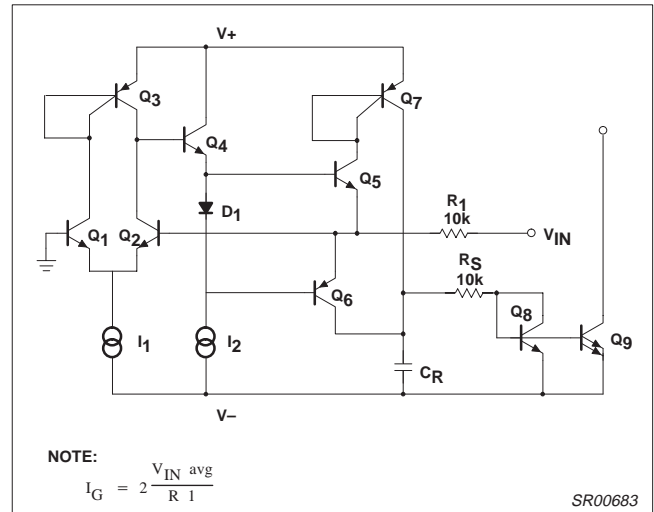 V+
Q3
Q7
Q4
Q5
D1
R1
10k
VIN
Q1
Q2
RS
10k
Q6
Q8
Q9
I1
I2
CR
V–
NOTE:
IG = 2 VIN avg / R 1
SR00683